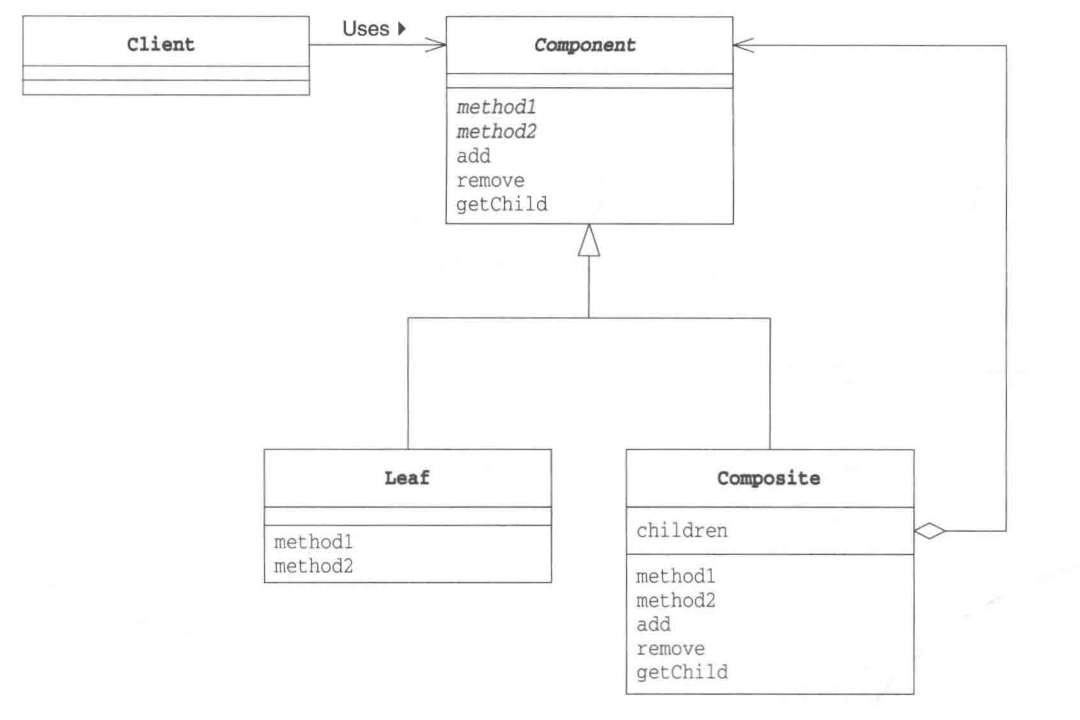 Client
Uses
Component
method1
method2
add
remove
getChild
Leaf
method1
method2
Composite
children
method1
method2
add
remove
getChild